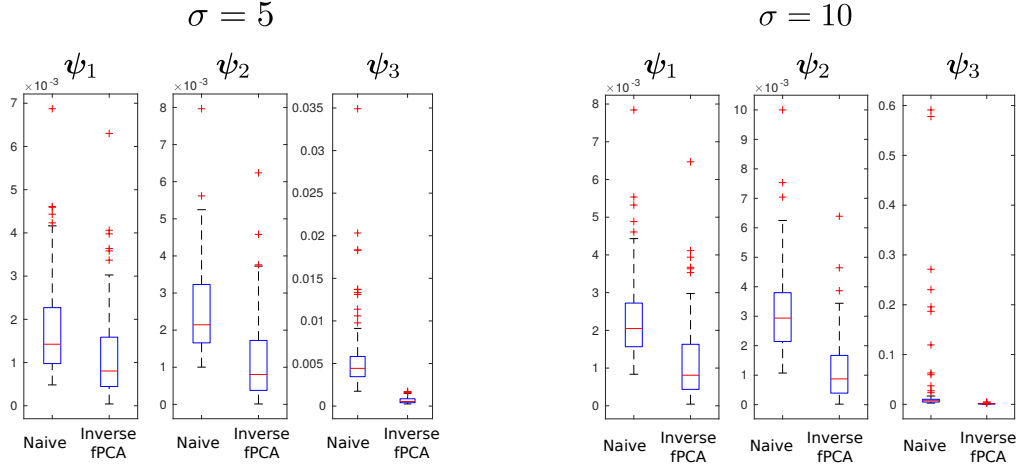 σ = 5
σ = 10
ψ₁
ψ₂
ψ₃
ψ₁
ψ₂
ψ₃
×10⁻³
×10⁻³
×10⁻³
×10⁻³
7
6
5
4
3
2
1
0
8
7
6
5
4
3
2
1
0
0.035
0.03
0.025
0.02
0.015
0.01
0.005
0
8
7
6
5
4
3
2
1
0
10
9
8
7
6
5
4
3
2
1
0
0.6
0.5
0.4
0.3
0.2
0.1
0
Naive
Inverse
fPCA
Naive
Inverse
fPCA
Naive
Inverse
fPCA
Naive
Inverse
fPCA
Naive
Inverse
fPCA
Naive
Inverse
fPCA